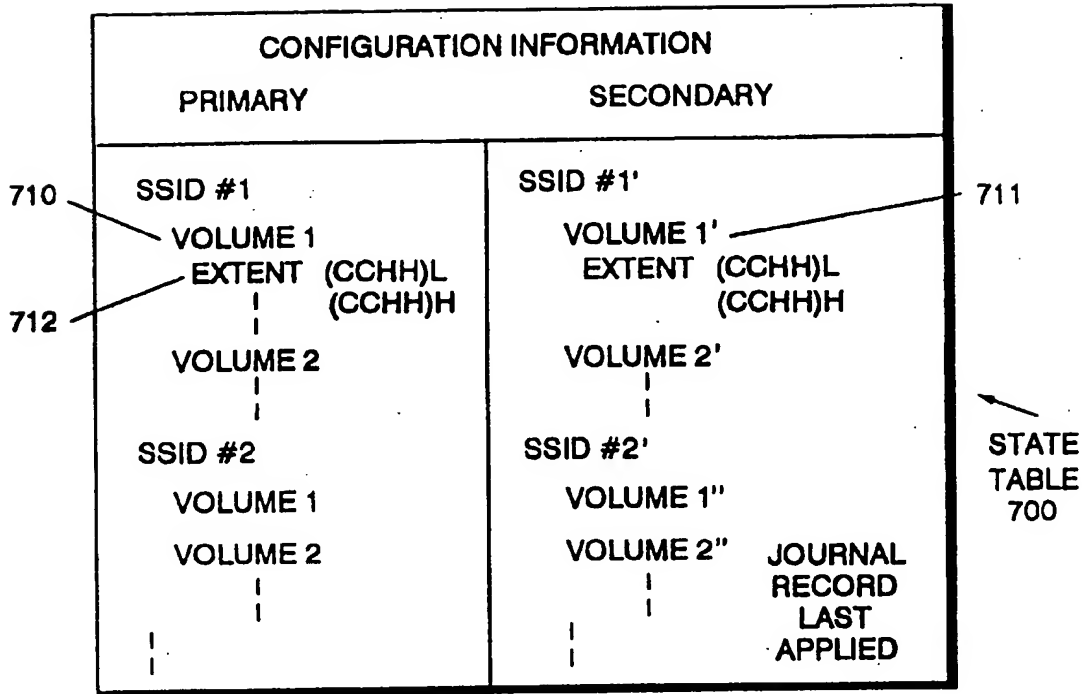 CONFIGURATION INFORMATION
PRIMARY
SECONDARY
710
SSID #1
VOLUME 1
712
EXTENT (CCHH)L
(CCHH)H
VOLUME 2
SSID #2
VOLUME 1
VOLUME 2
SSID #1'
711
VOLUME 1'
EXTENT (CCHH)L
(CCHH)H
VOLUME 2'
SSID #2'
VOLUME 1"
VOLUME 2"
JOURNAL
RECORD
LAST
APPLIED
STATE
TABLE
700